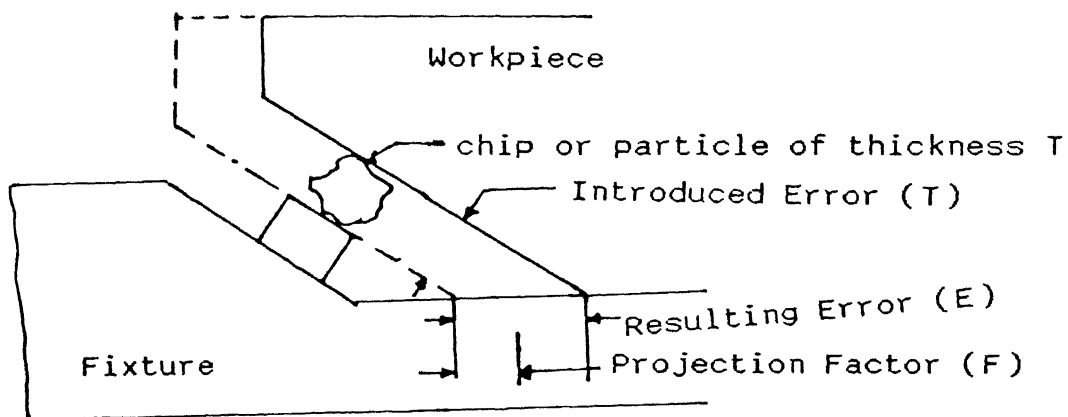 Workpiece
chip or particle of thickness T
Introduced Error (T)
Resulting Error (E)
Projection Factor (F)
Fixture